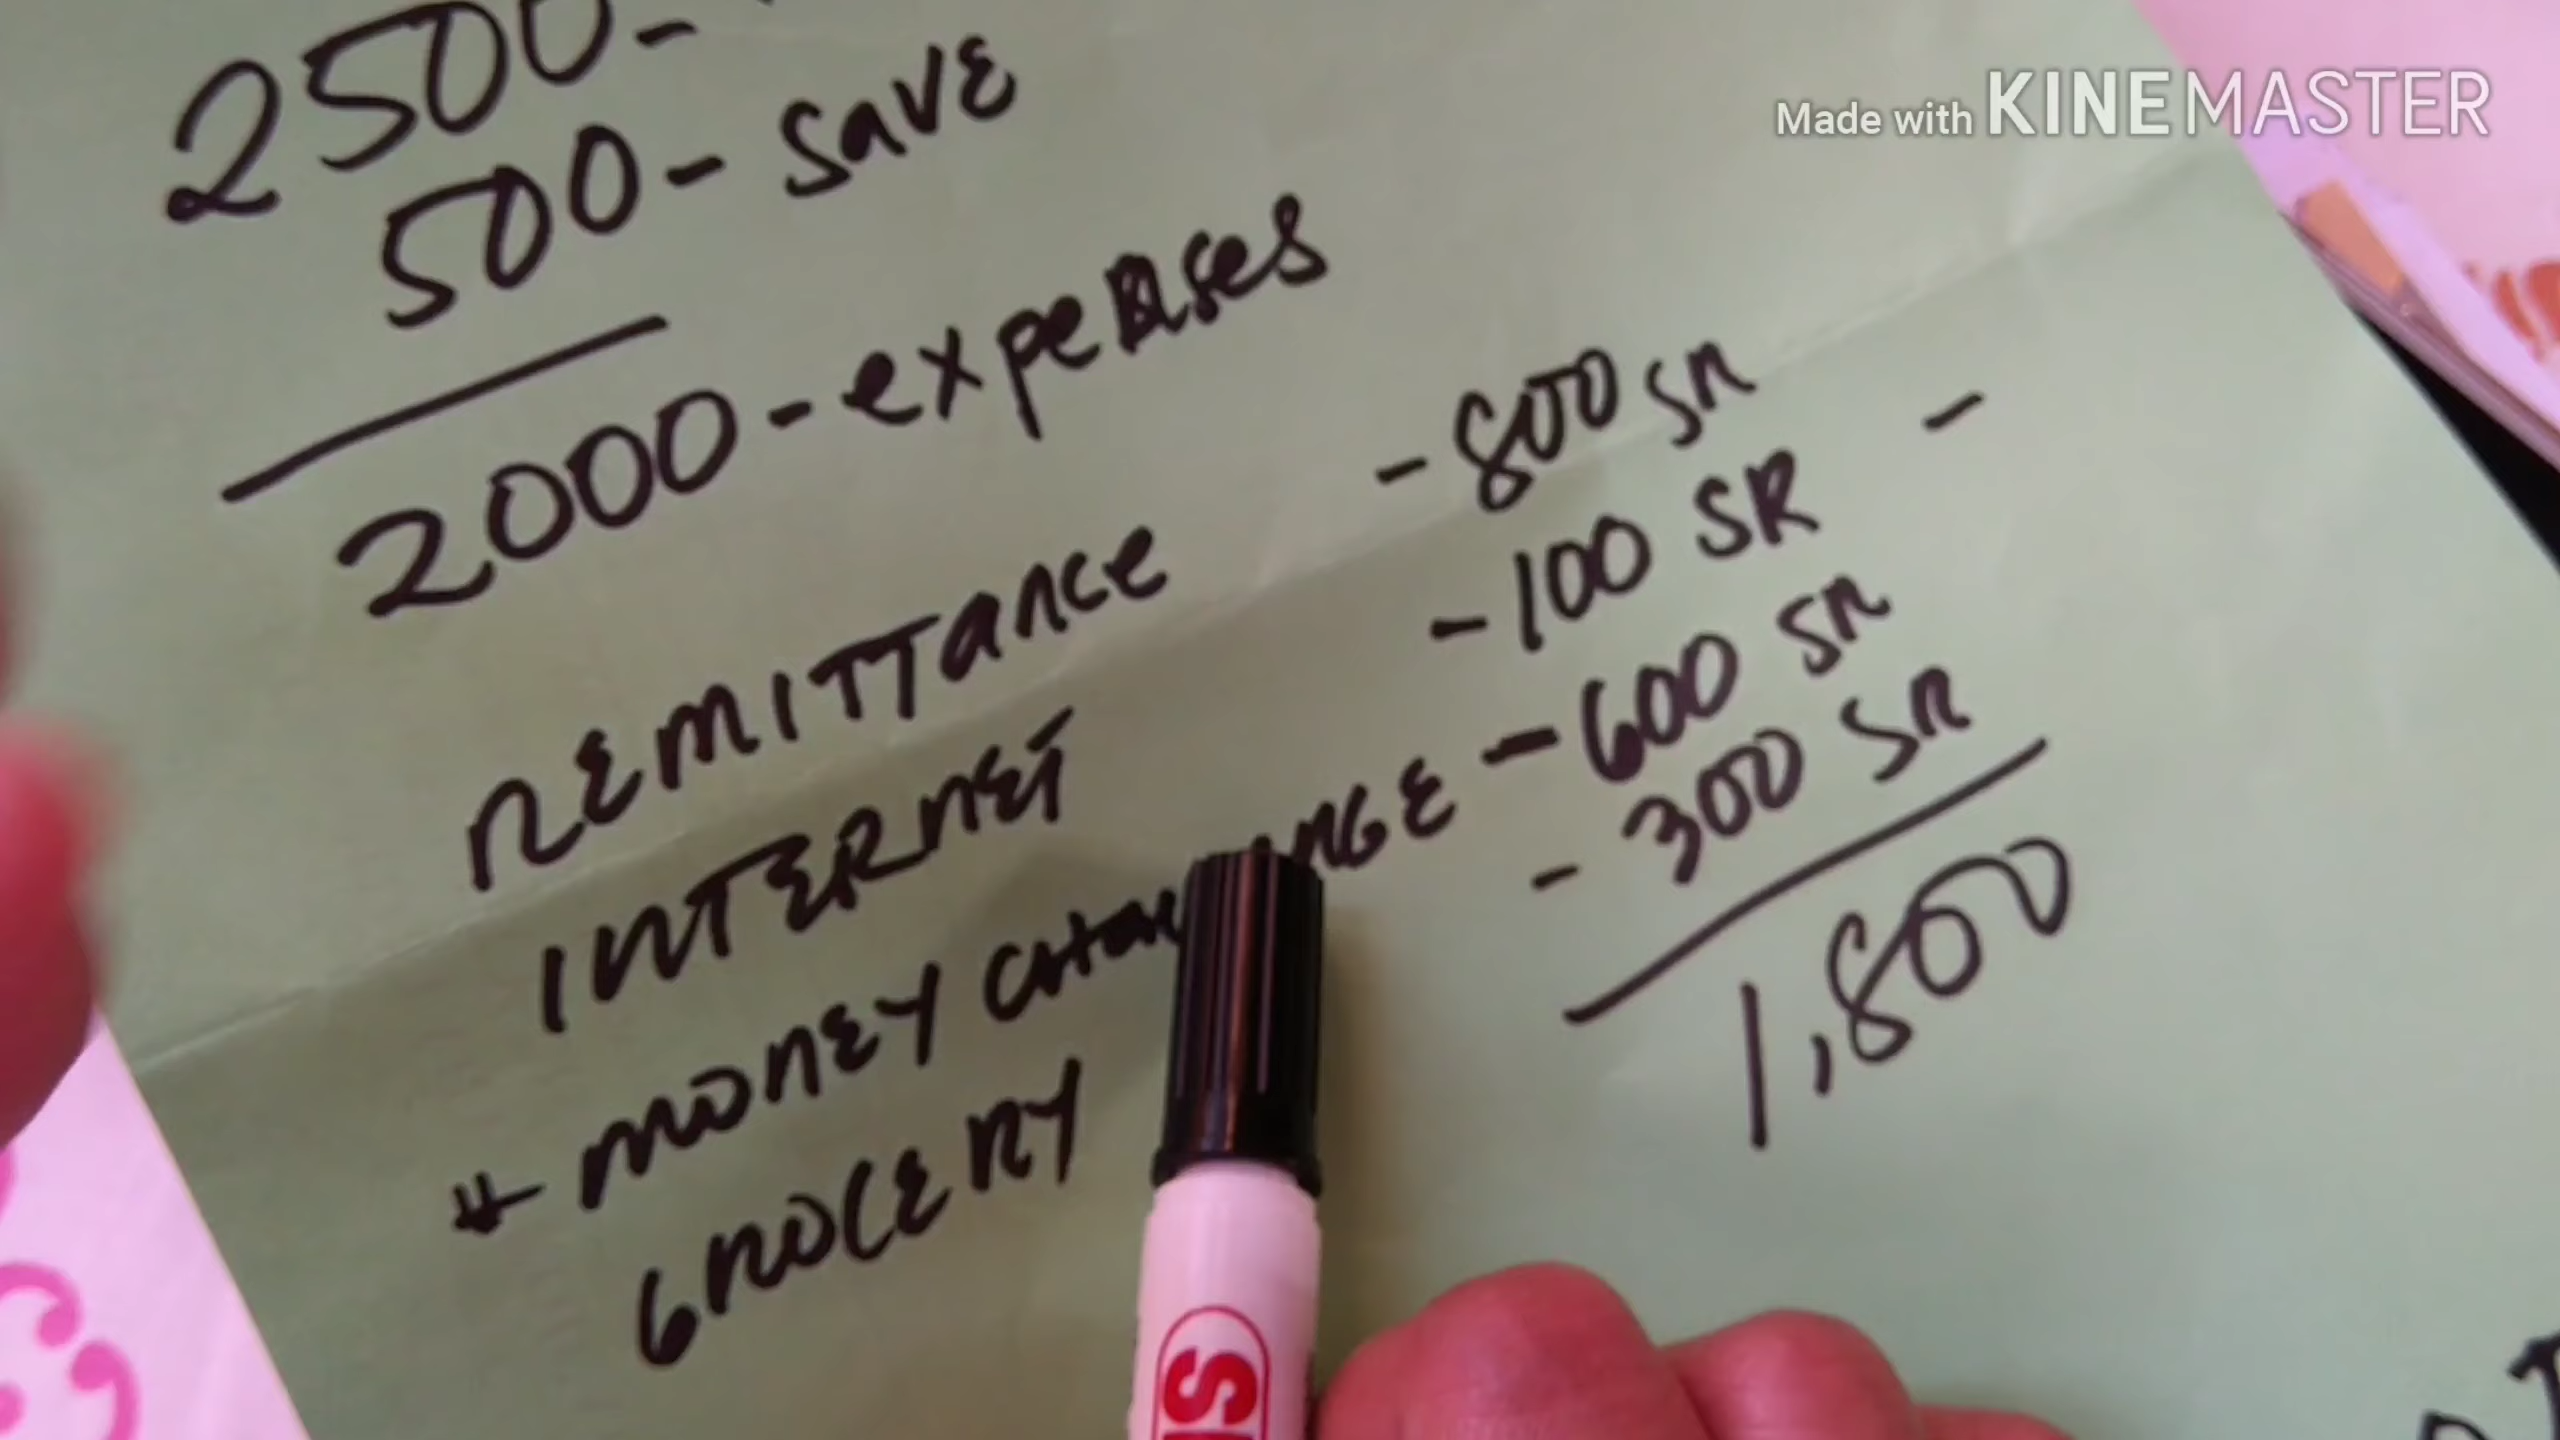 Made with KINEMASTER
2500-
500- save
2000-expenses
REMITTance -800 SR -
INTERNET -100 SR
* MONEY -600 SR
GROCERY - 300 SR
1,800